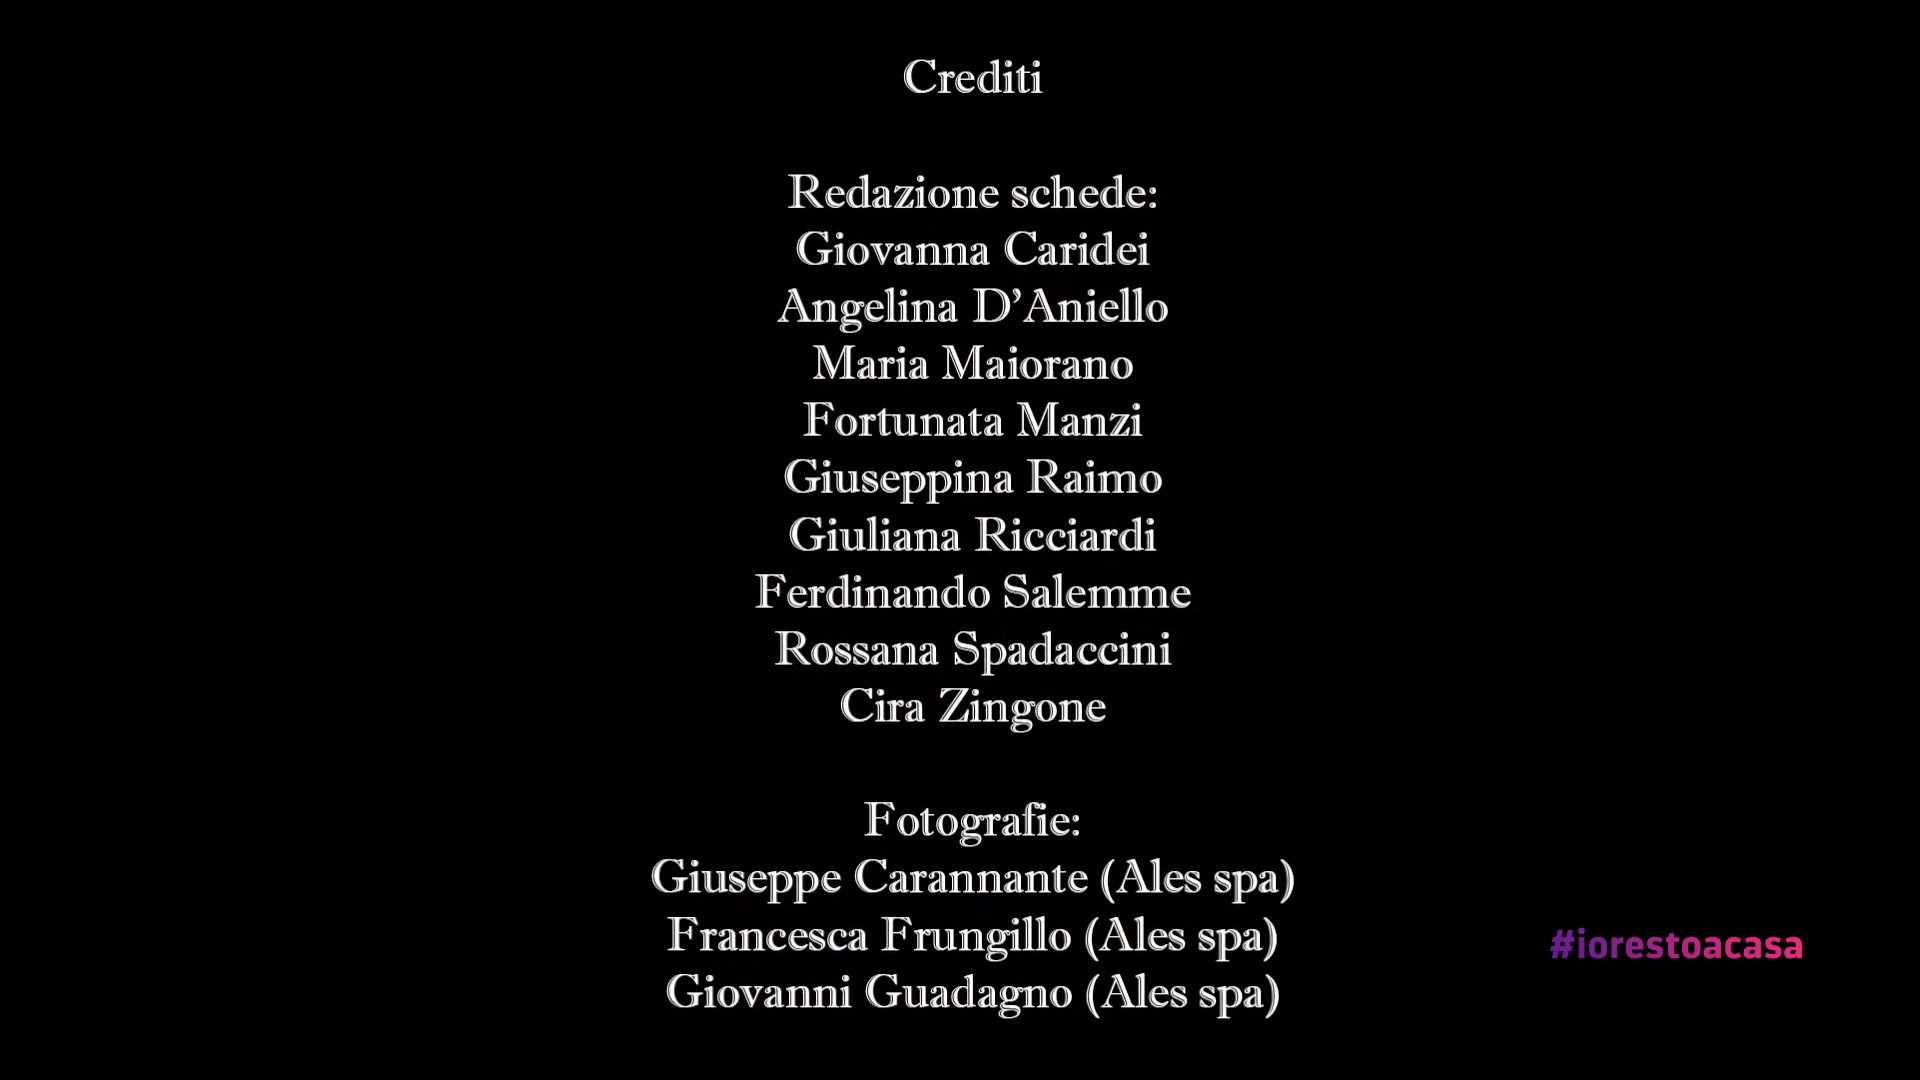 Crediti
Redazione schede:
Giovanna Caridei
Angelina D’Aniello
Maria Maiorano
Fortunata Manzi
Giuseppina Raimo
Giuliana Ricciardi
Ferdinando Salemme
Rossana Spadaccini
Cira Zingone
Fotografie:
Giuseppe Carannante (Ales spa)
Francesca Frungillo (Ales spa)
Giovanni Guadagno (Ales spa)
#iorestoacasa